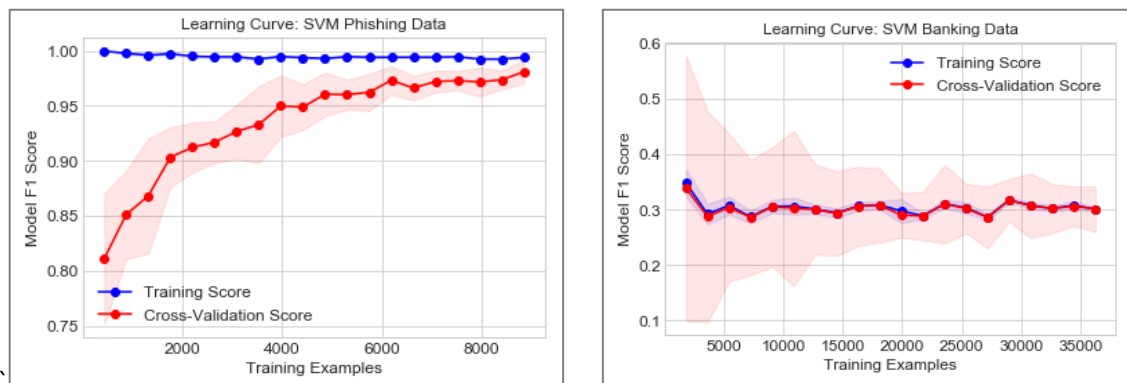 Learning Curve: SVM Phishing Data
Model F1 Score
1.00
0.95
0.90
0.85
0.80
0.75
Training Score
Cross-Validation Score
2000 4000 6000 8000
Training Examples
Learning Curve: SVM Banking Data
Model F1 Score
0.6
0.5
0.4
0.3
0.2
0.1
Training Score
Cross-Validation Score
5000 10000 15000 20000 25000 30000 35000
Training Examples
`